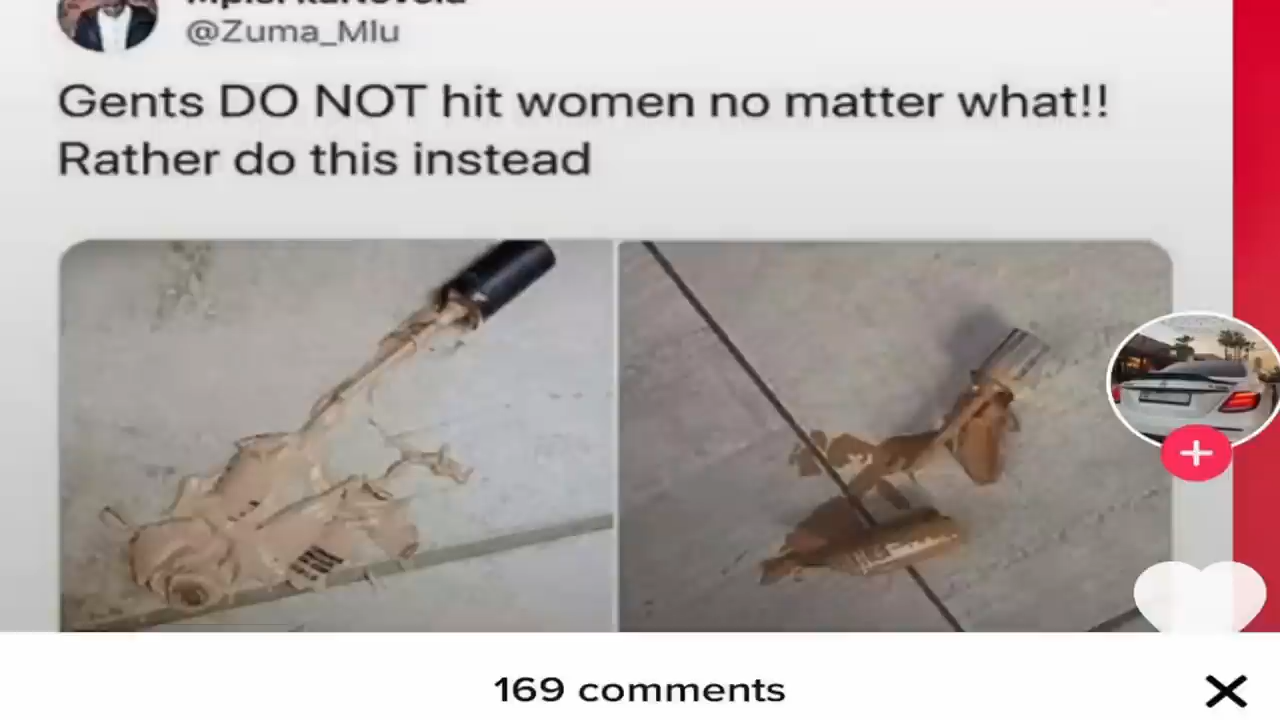 @Zuma_Mlu
Gents DO NOT hit women no matter what!!
Rather do this instead
169 comments